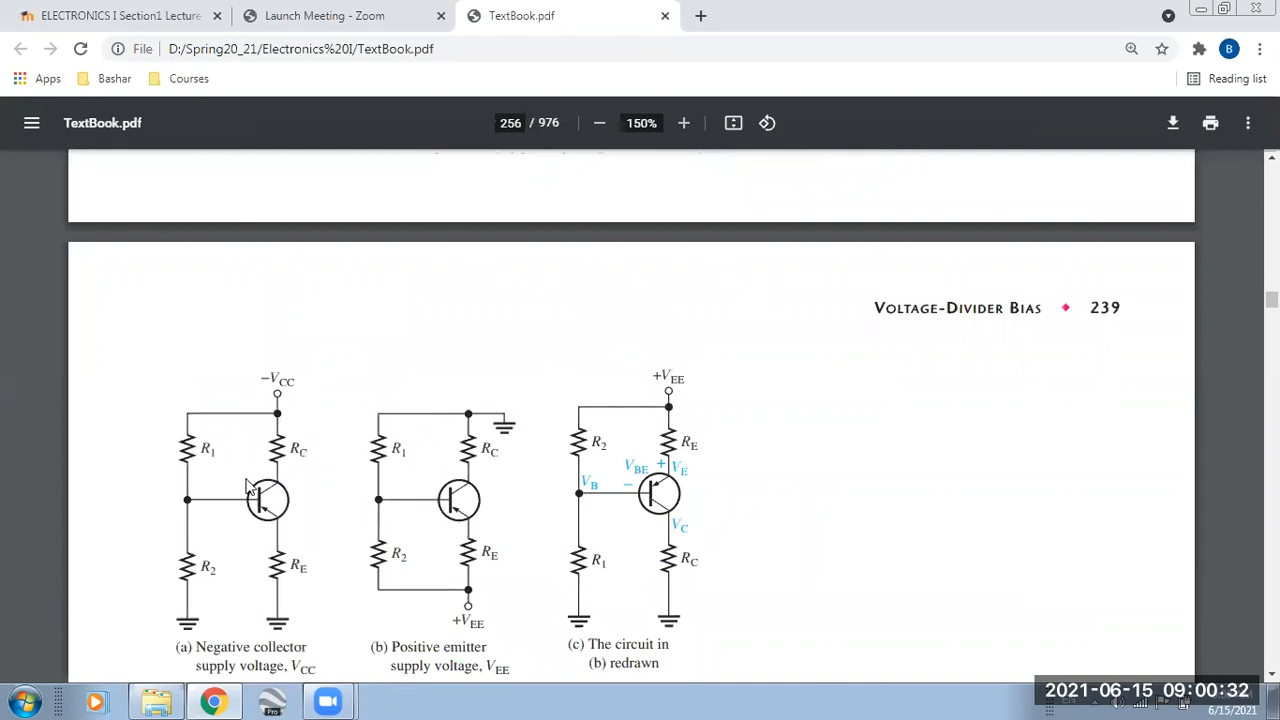 ELECTRONICS I Section1 Lecture
Launch Meeting - Zoom
TextBook.pdf
File
D:/Spring20_21/Electronics%20I/TextBook.pdf
B
Apps
Bashar
Courses
Reading list
TextBook.pdf
256 / 976
150%
VOLTAGE-DIVIDER BIAS ♦ 239
−VCC
+VEE
R1
RC
R1
RC
R2
RE
VBE + VE
VB −
VC
R2
RE
R2
RE
R1
RC
+VEE
(a) Negative collector
supply voltage, VCC
(b) Positive emitter
supply voltage, VEE
(c) The circuit in
(b) redrawn
Pro
2021-06-15 09:00:32
6/15/2021